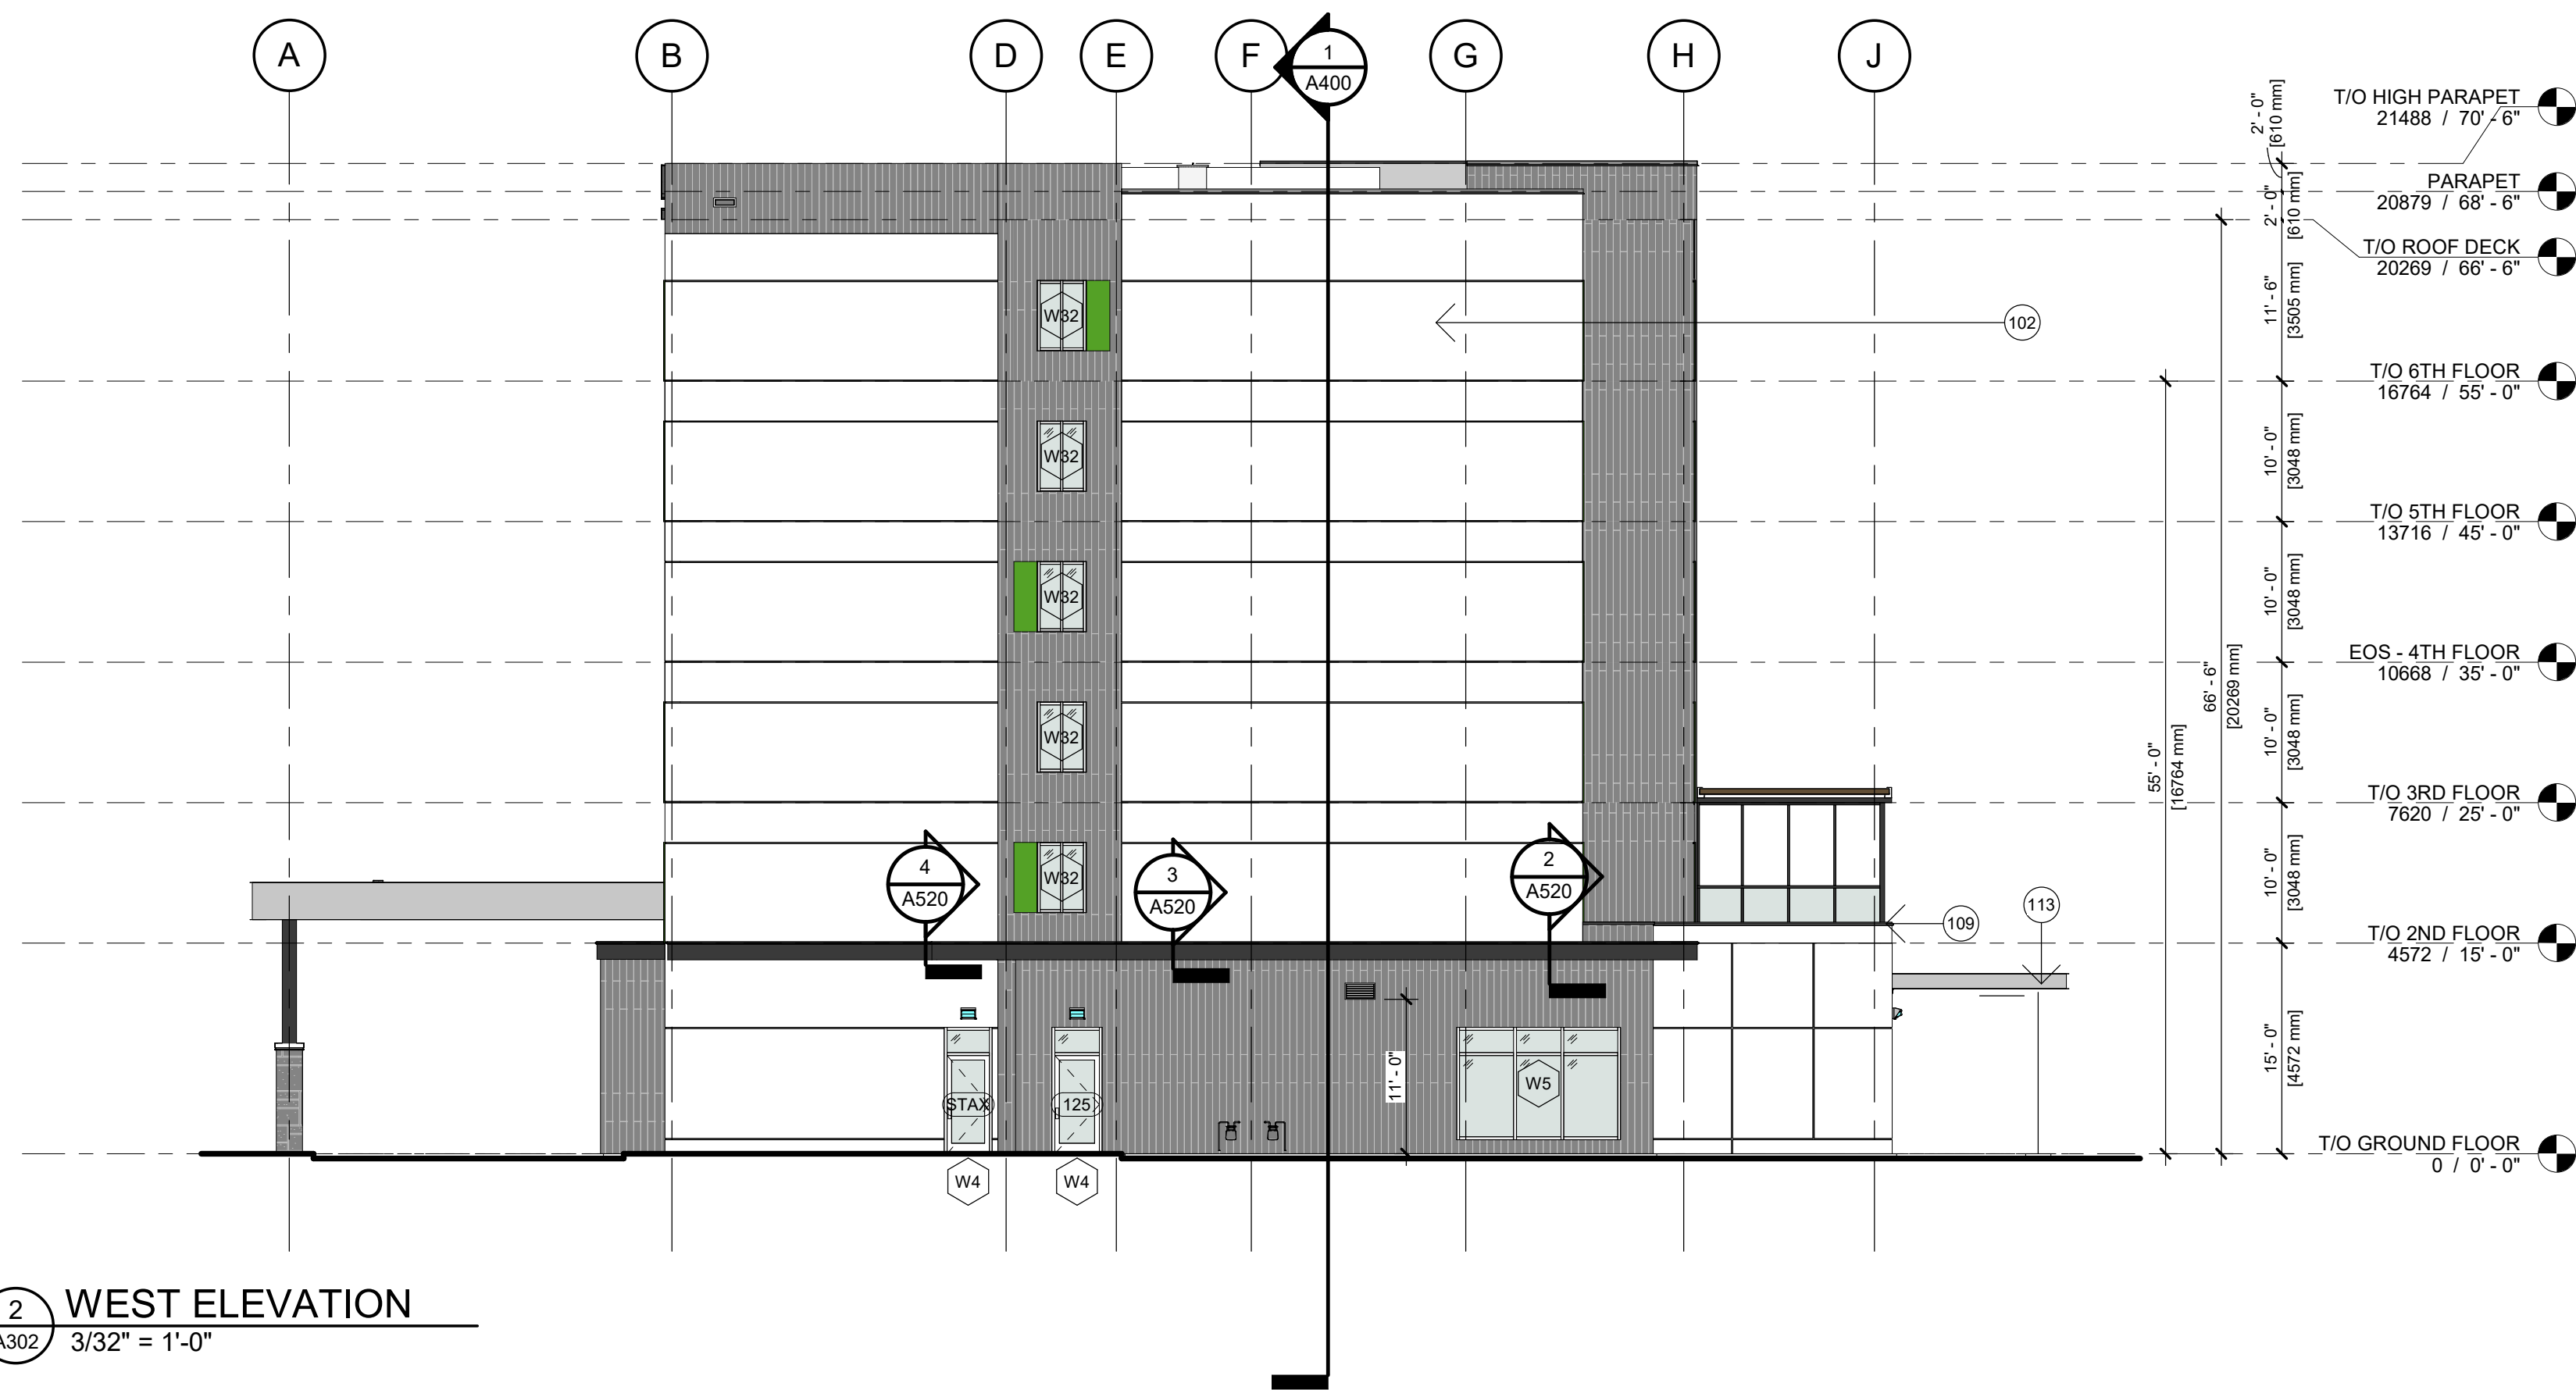 A
B
D
E
F
G
H
J
1
A400
2' - 0"
[610 mm]
T/O HIGH PARAPET
21488 / 70' - 6"
2' - 0"
[610 mm]
PARAPET
20879 / 68' - 6"
T/O ROOF DECK
20269 / 66' - 6"
11' - 6"
[3505 mm]
W32
102
T/O 6TH FLOOR
16764 / 55' - 0"
10' - 0"
[3048 mm]
W32
T/O 5TH FLOOR
13716 / 45' - 0"
10' - 0"
[3048 mm]
W32
EOS - 4TH FLOOR
10668 / 35' - 0"
66' - 6"
[20269 mm]
10' - 0"
[3048 mm]
W32
55' - 0"
[16764 mm]
T/O 3RD FLOOR
7620 / 25' - 0"
10' - 0"
[3048 mm]
4
A520
W32
3
A520
2
A520
109
113
T/O 2ND FLOOR
4572 / 15' - 0"
15' - 0"
[4572 mm]
11' - 0"
STAX
125
W5
T/O GROUND FLOOR
0 / 0' - 0"
W4
W4
2
A302
WEST ELEVATION
3/32" = 1'-0"